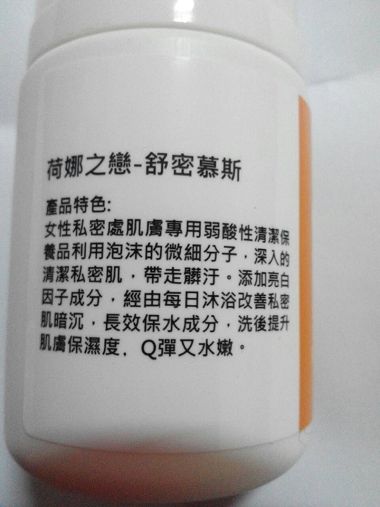 荷娜之戀-舒密慕斯
產品特色:
女性私密處肌膚專用弱酸性清潔保
養品利用泡沫的微細分子，深入的
清潔私密肌，帶走髒汙。添加亮白
因子成分，經由每日沐浴改善私密
肌暗沉，長效保水成分，洗後提升
肌膚保濕度．Q彈又水嫩。